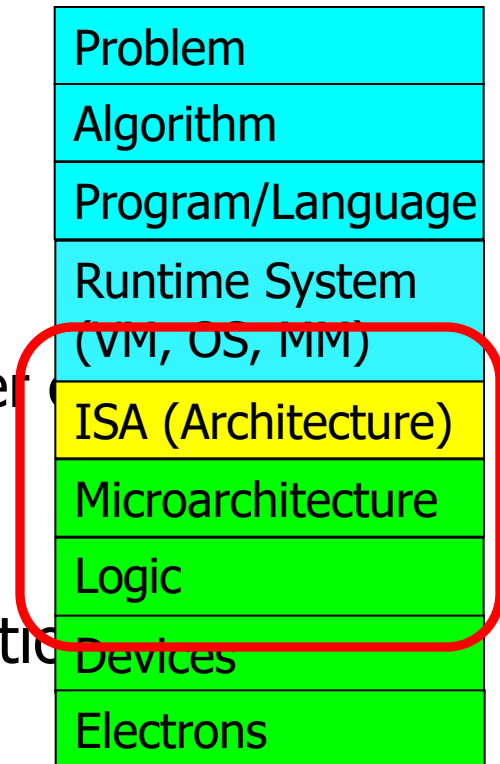 Problem
Algorithm
Program/Language
Runtime System
(VM, OS, MM)
ISA (Architecture)
Microarchitecture
Logic
Devices
Electrons